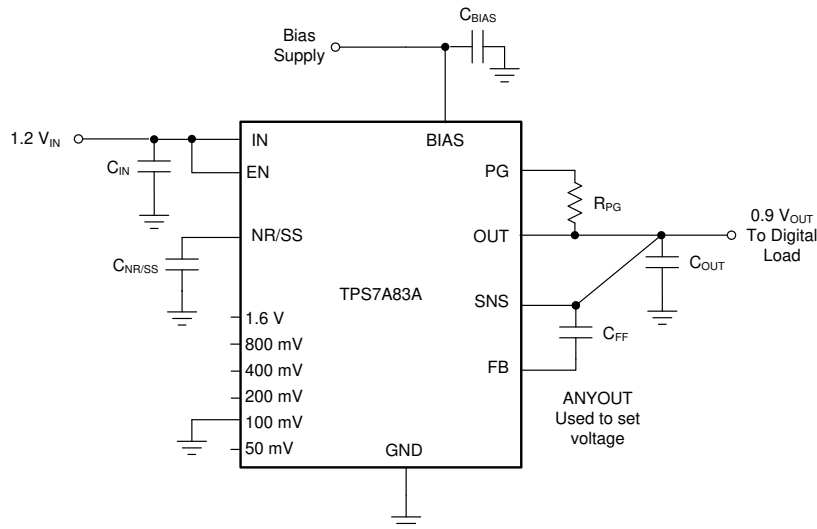 Bias
Supply
CBIAS
1.2 VIN
CIN
IN
EN
BIAS
PG
RPG
OUT
0.9 VOUT
To Digital
Load
COUT
NR/SS
CNR/SS
TPS7A83A
SNS
CFF
FB
1.6 V
800 mV
400 mV
200 mV
100 mV
50 mV
ANYOUT
Used to set
voltage
GND